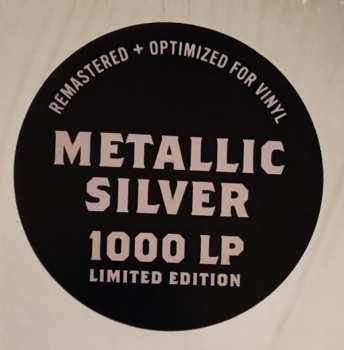 REMASTERED + OPTIMIZED FOR VINYL
METALLIC
SILVER
1000 LP
LIMITED EDITION